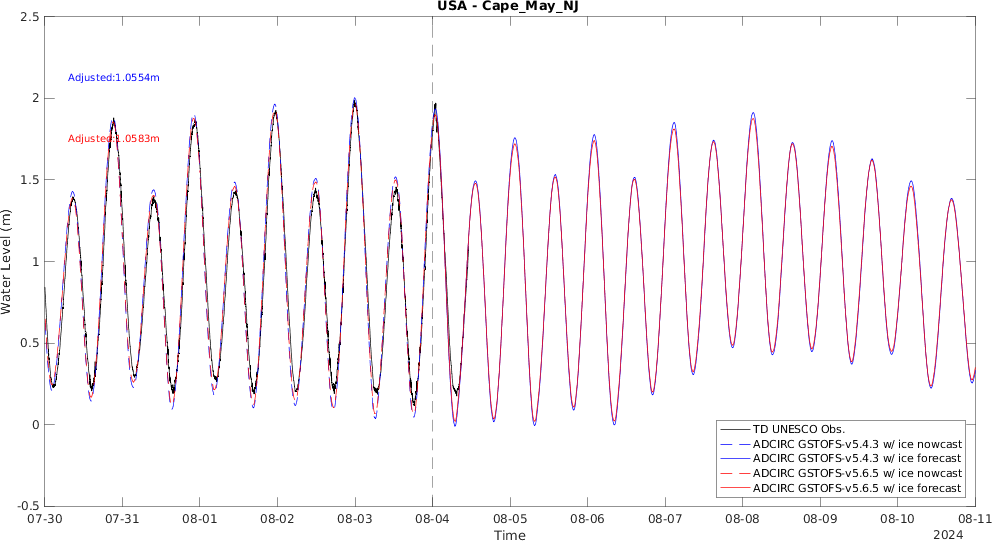 USA - Cape_May_NJ
2.5
2
1.5
1
0.5
0
-0.5
Water Level (m)
Adjusted:1.0554m
Adjusted:1.0583m
TD UNESCO Obs.
ADCIRC GSTOFS-v5.4.3 w/ ice nowcast
ADCIRC GSTOFS-v5.4.3 w/ ice forecast
ADCIRC GSTOFS-v5.6.5 w/ ice nowcast
ADCIRC GSTOFS-v5.6.5 w/ ice forecast
07-30 07-31 08-01 08-02 08-03 08-04 08-05 08-06 08-07 08-08 08-09 08-10 08-11
Time
2024